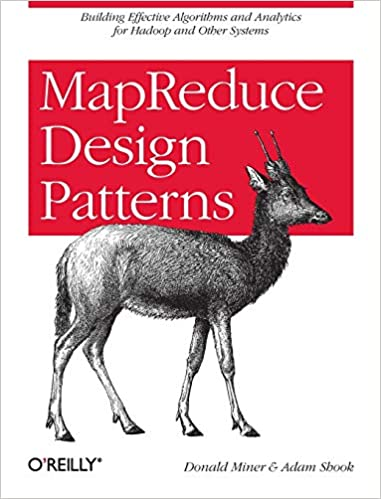 Building Effective Algorithms and Analytics
for Hadoop and Other Systems
MapReduce
Design
Patterns
O'REILLY®
Donald Miner & Adam Shook